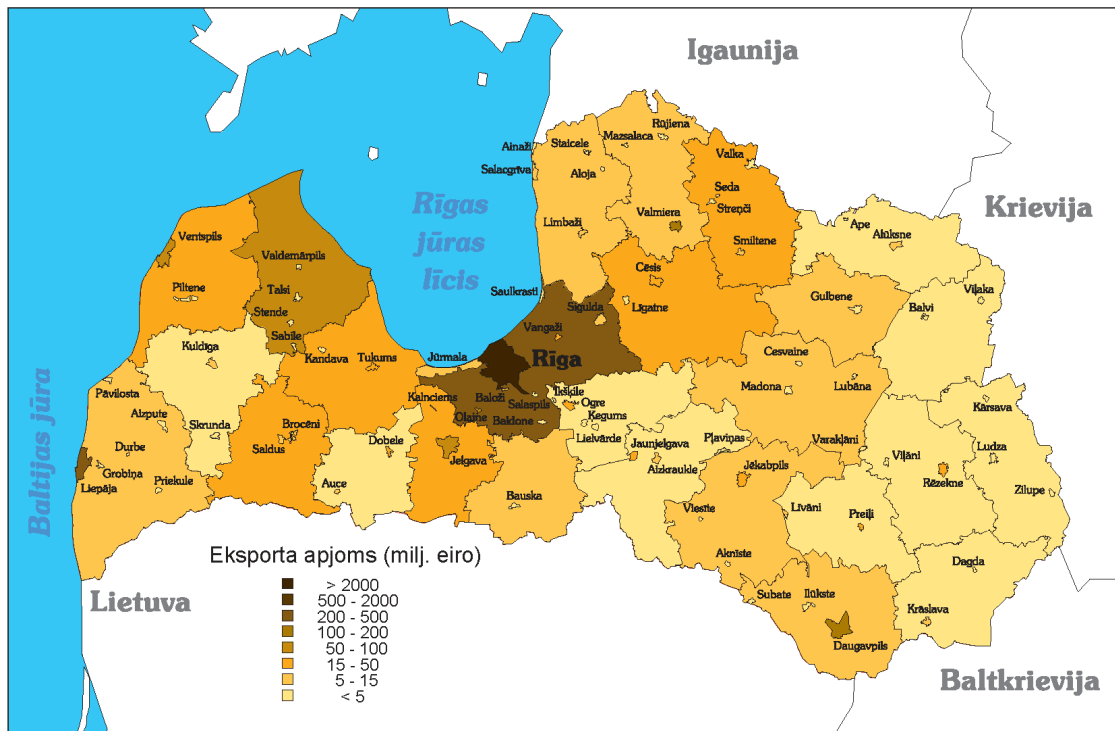 Igaunija
Krievija
Baltkrievija
Lietuva
Baltijas jūra
Rīgas
jūras
līcis
Rīga
Ainaži
Salacgrīva
Staicele
Aloja
Limbaži
Mazsalaca
Rūjiena
Valmiera
Valka
Seda
Strenči
Smiltene
Ape
Alūksne
Viļaka
Balvi
Gulbene
Cēsis
Līgatne
Saulkrasti
Sigulda
Vangaži
Ventspils
Piltene
Valdemārpils
Talsi
Stende
Sabile
Kuldīga
Kandava
Tukums
Jūrmala
Kalnciems
Baloži
Salaspils
Olaine
Baldone
Ikšķile
Ogre
Ķegums
Lielvārde
Jaunjelgava
Aizkraukle
Pļaviņas
Cesvaine
Madona
Lubāna
Varakļāni
Kārsava
Ludza
Zilupe
Viļāni
Rēzekne
Jēkabpils
Viesīte
Līvāni
Preiļi
Aknīste
Subate
Ilūkste
Daugavpils
Dagda
Krāslava
Pāvilosta
Aizpute
Skrunda
Durbe
Grobiņa
Liepāja
Priekule
Saldus
Brocēni
Dobele
Auce
Jelgava
Bauska
Eksporta apjoms (milj. eiro)
> 2000
500 - 2000
200 - 500
100 - 200
50 - 100
15 - 50
5 - 15
< 5